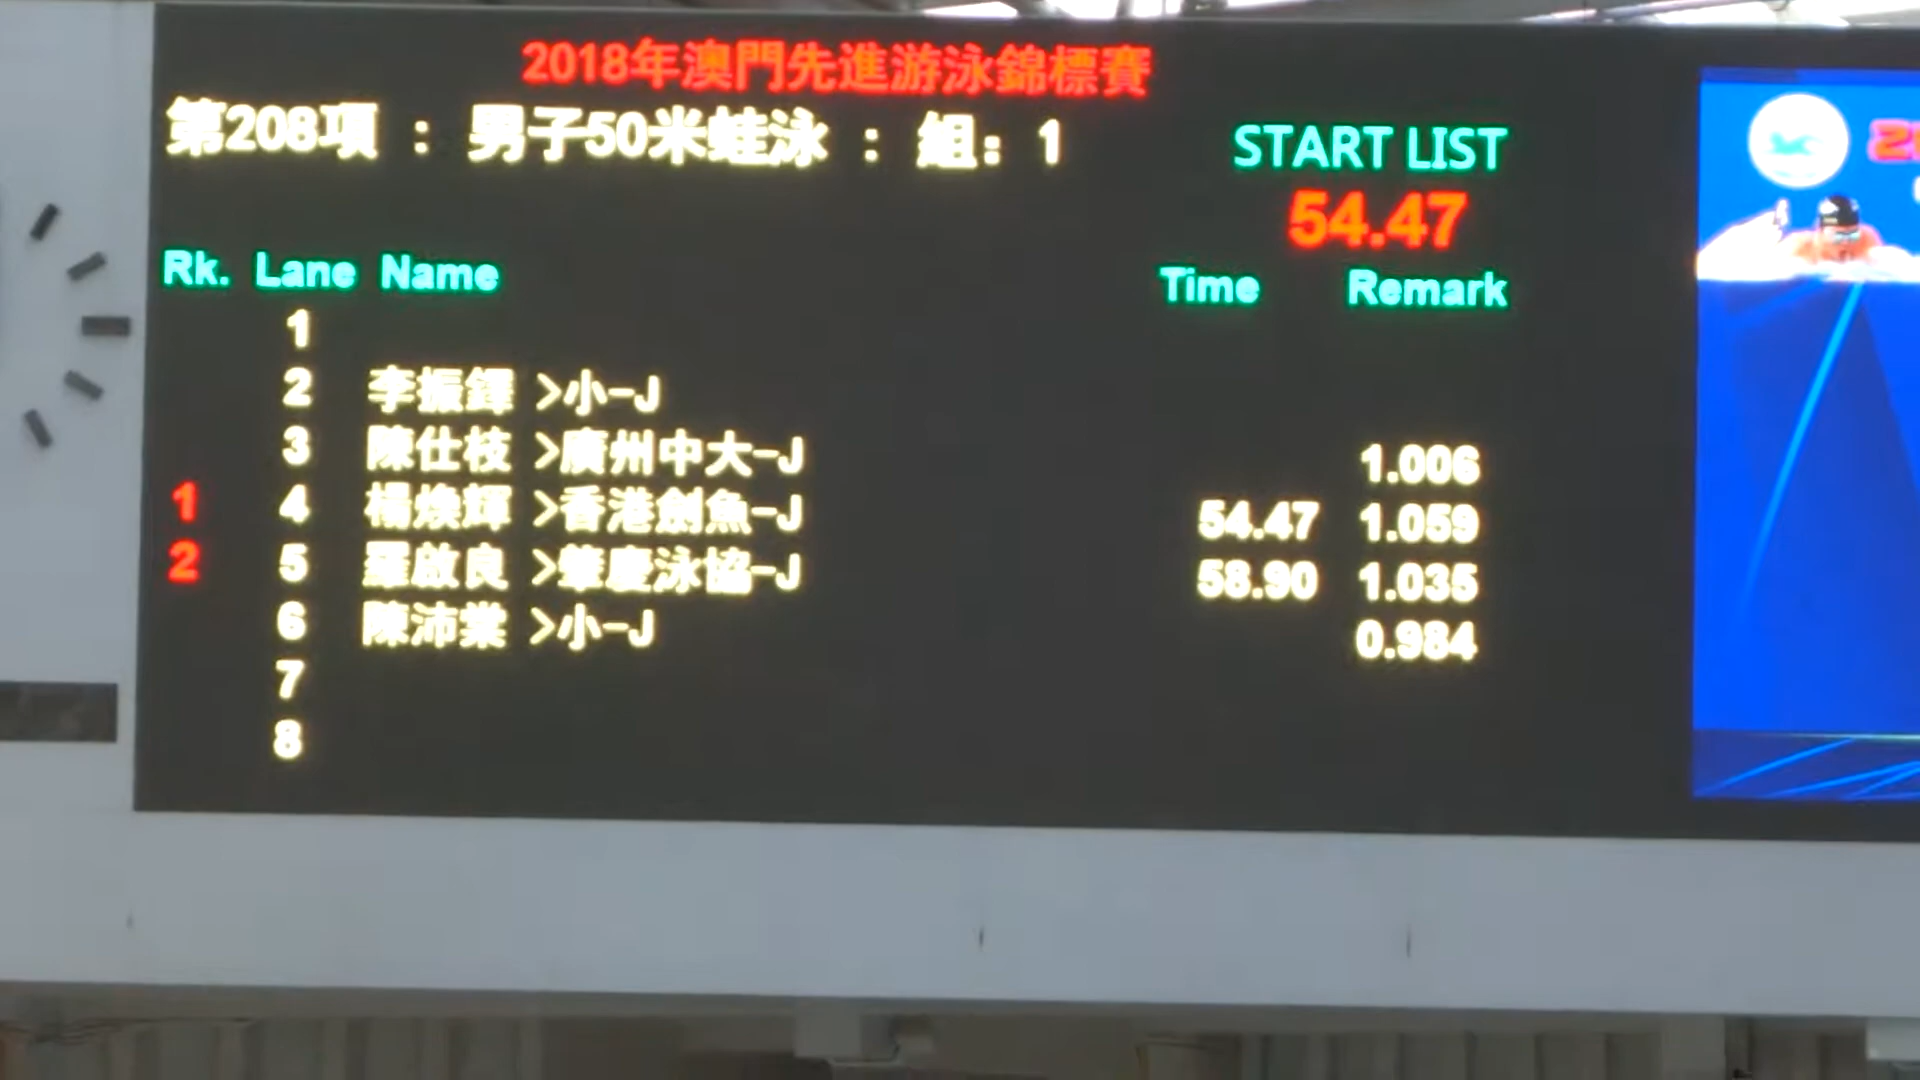 2018年澳門先進游泳錦標賽
第208項 : 男子50米蛙泳 : 組: 1
START LIST
54.47
Rk. Lane Name Time Remark
1
2 李振鐸 >小-J
3 陳仕枝 >廣州中大-J 1.006
1 4 楊煥輝 >香港劍魚-J 54.47 1.059
2 5 羅啟良 >肇慶泳協-J 58.90 1.035
6 陳沛棠 >小-J 0.984
7
8